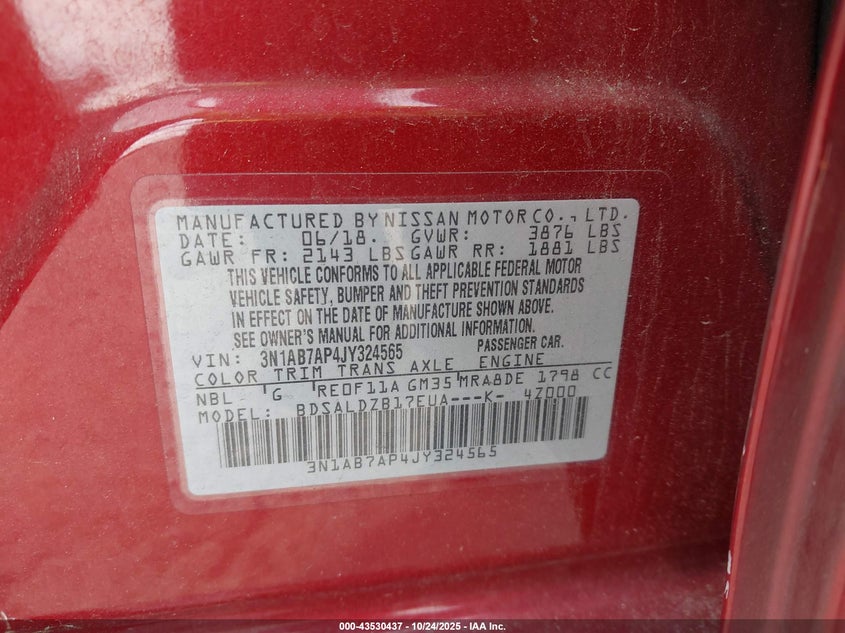 MANUFACTURED BY NISSAN MOTOR CO., LTD.
DATE: 06/18. GVWR: 3876 LBS
GAWR FR: 2143 LBS GAWR RR: 1881 LBS
THIS VEHICLE CONFORMS TO ALL APPLICABLE FEDERAL MOTOR
VEHICLE SAFETY, BUMPER AND THEFT PREVENTION STANDARDS
IN EFFECT ON THE DATE OF MANUFACTURE SHOWN ABOVE.
SEE OWNER'S MANUAL FOR ADDITIONAL INFORMATION.
VIN: 3N1AB7AP4JY324565 PASSENGER CAR.
COLOR TRIM TRANS AXLE ENGINE
NBL 'G RE0F11A GM35 MRA8DE 1798 CC
MODEL: BDSALDZB17EUA---K- 4Z000
3N1AB7AP4JY324565
000-43530437 - 10/24/2025 - IAA Inc.